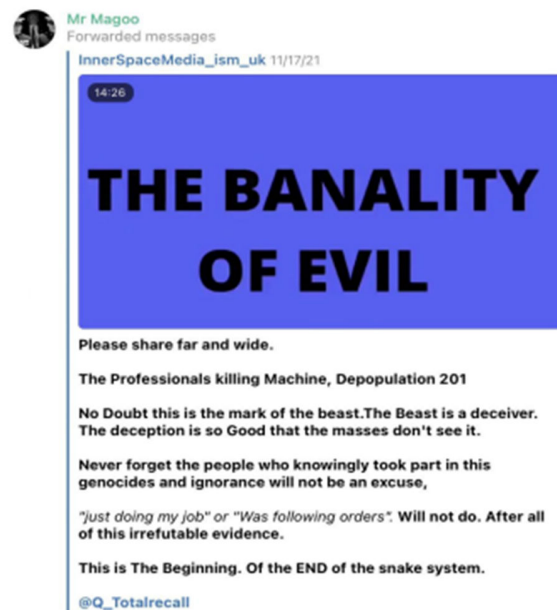 Mr Magoo
Forwarded messages
InnerSpaceMedia_ism_uk 11/17/21
14:26
THE BANALITY
OF EVIL
Please share far and wide.
The Professionals killing Machine, Depopulation 201
No Doubt this is the mark of the beast.The Beast is a deceiver.
The deception is so Good that the masses don't see it.
Never forget the people who knowingly took part in this
genocides and ignorance will not be an excuse,
"just doing my job" or "Was following orders". Will not do. After all
of this irrefutable evidence.
This is The Beginning. Of the END of the snake system.
@Q_Totalrecall